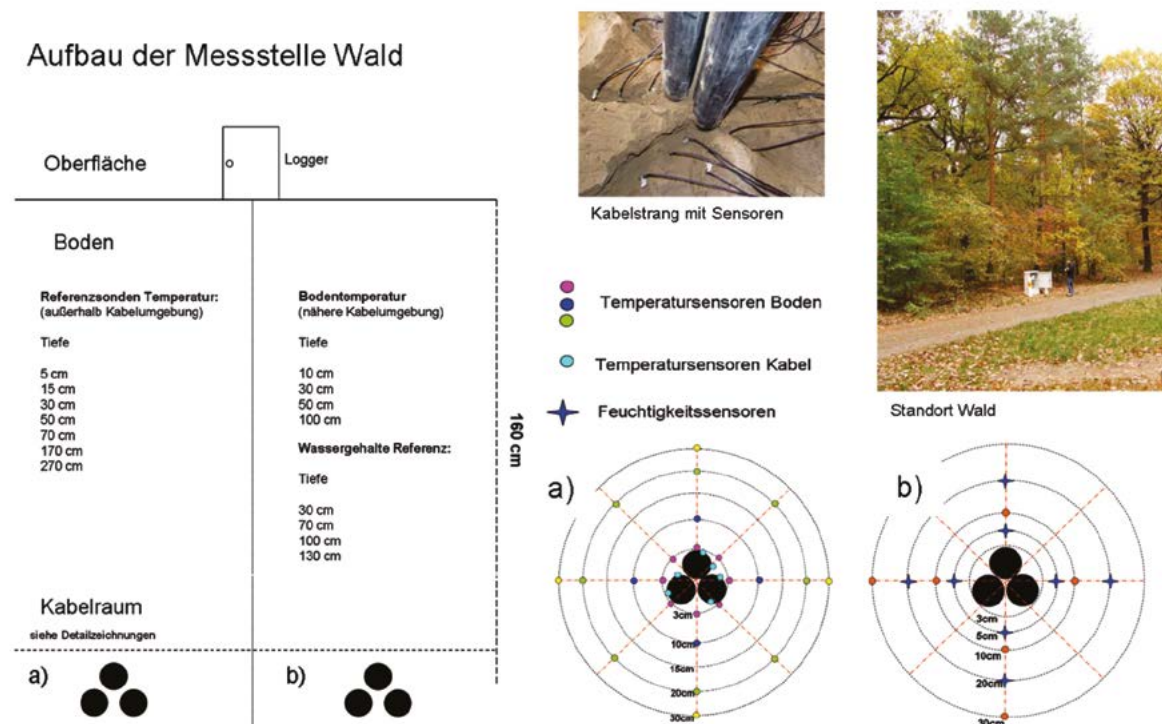 Aufbau der Messstelle Wald
Oberfläche
Logger
Boden
Referenzsonden Temperatur:
(außerhalb Kabelumgebung)
Tiefe
5 cm
15 cm
30 cm
50 cm
70 cm
170 cm
270 cm
Bodentemperatur
(nähere Kabelumgebung)
Tiefe
10 cm
30 cm
50 cm
100 cm
Wassergehalte Referenz:
Tiefe
30 cm
70 cm
100 cm
130 cm
160 cm
Kabelraum
siehe Detailzeichnungen
a)
b)
Kabelstrang mit Sensoren
Temperatursensoren Boden
Temperatursensoren Kabel
Feuchtigkeitssensoren
Standort Wald
a)
3cm
10cm
15cm
20cm
30cm
b)
3cm
5cm
10cm
20cm
30cm